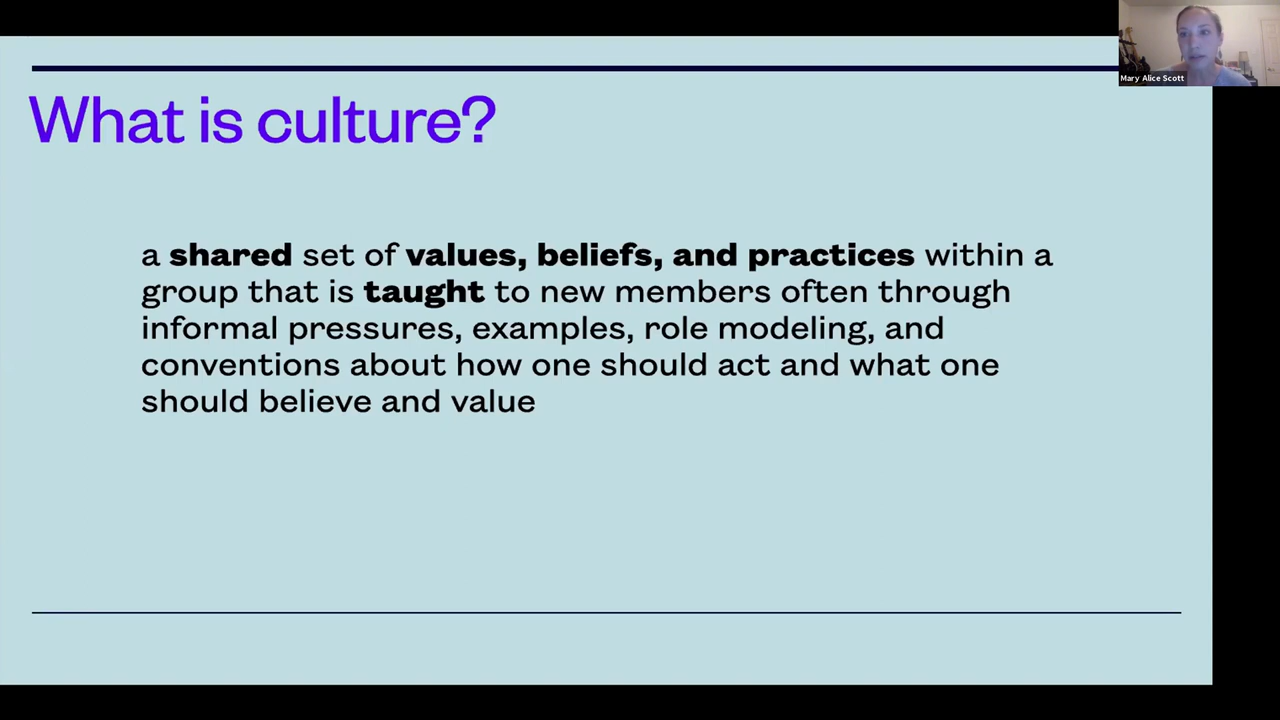 Mary Alice Scott
What is culture?
a shared set of values, beliefs, and practices within a
group that is taught to new members often through
informal pressures, examples, role modeling, and
conventions about how one should act and what one
should believe and value